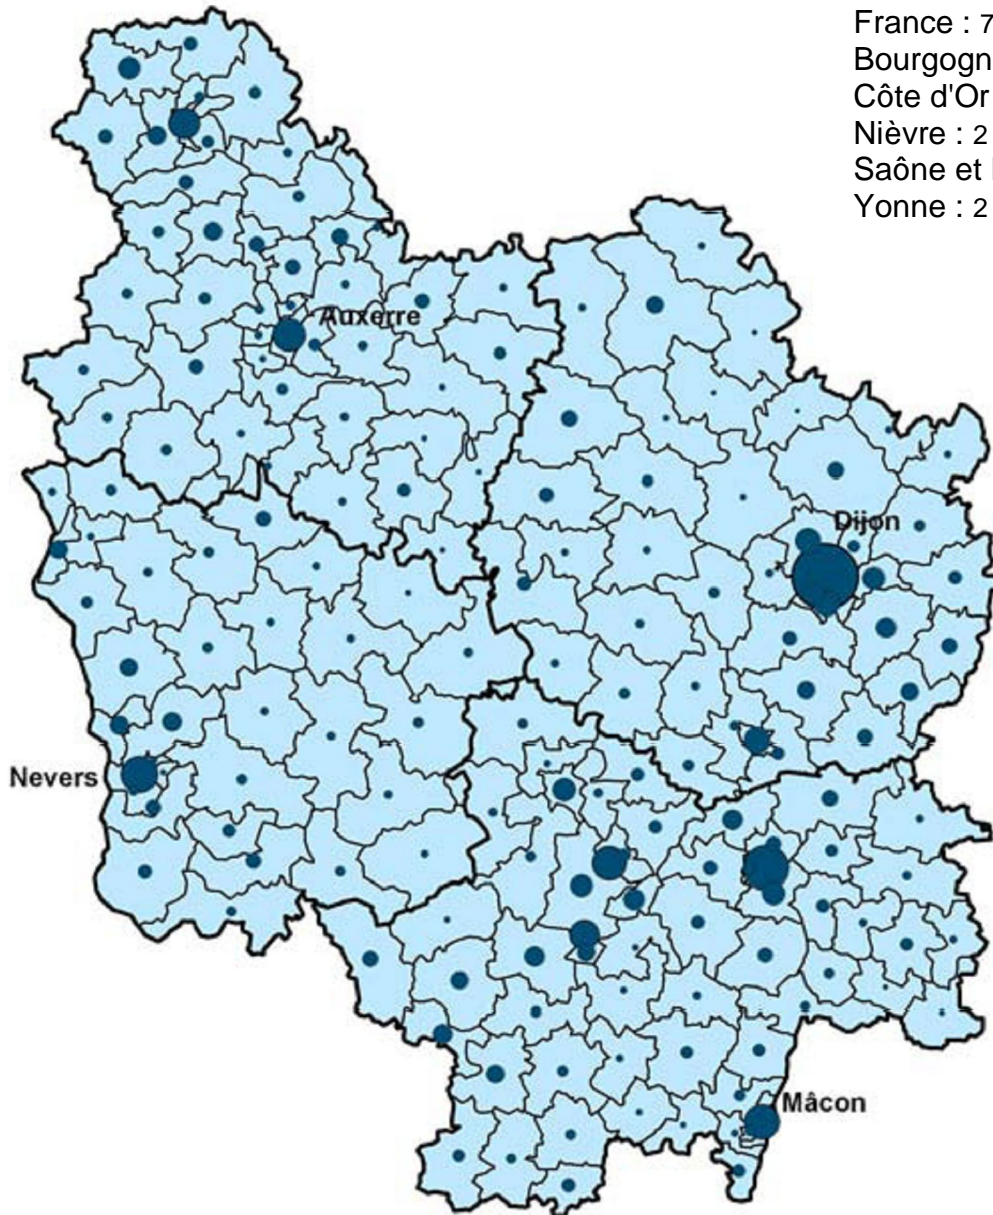 France : 7
Bourgogn
Côte d'Or
Nièvre : 2
Saône et
Yonne : 2
Auxerre
Dijon
Nevers
Mâcon